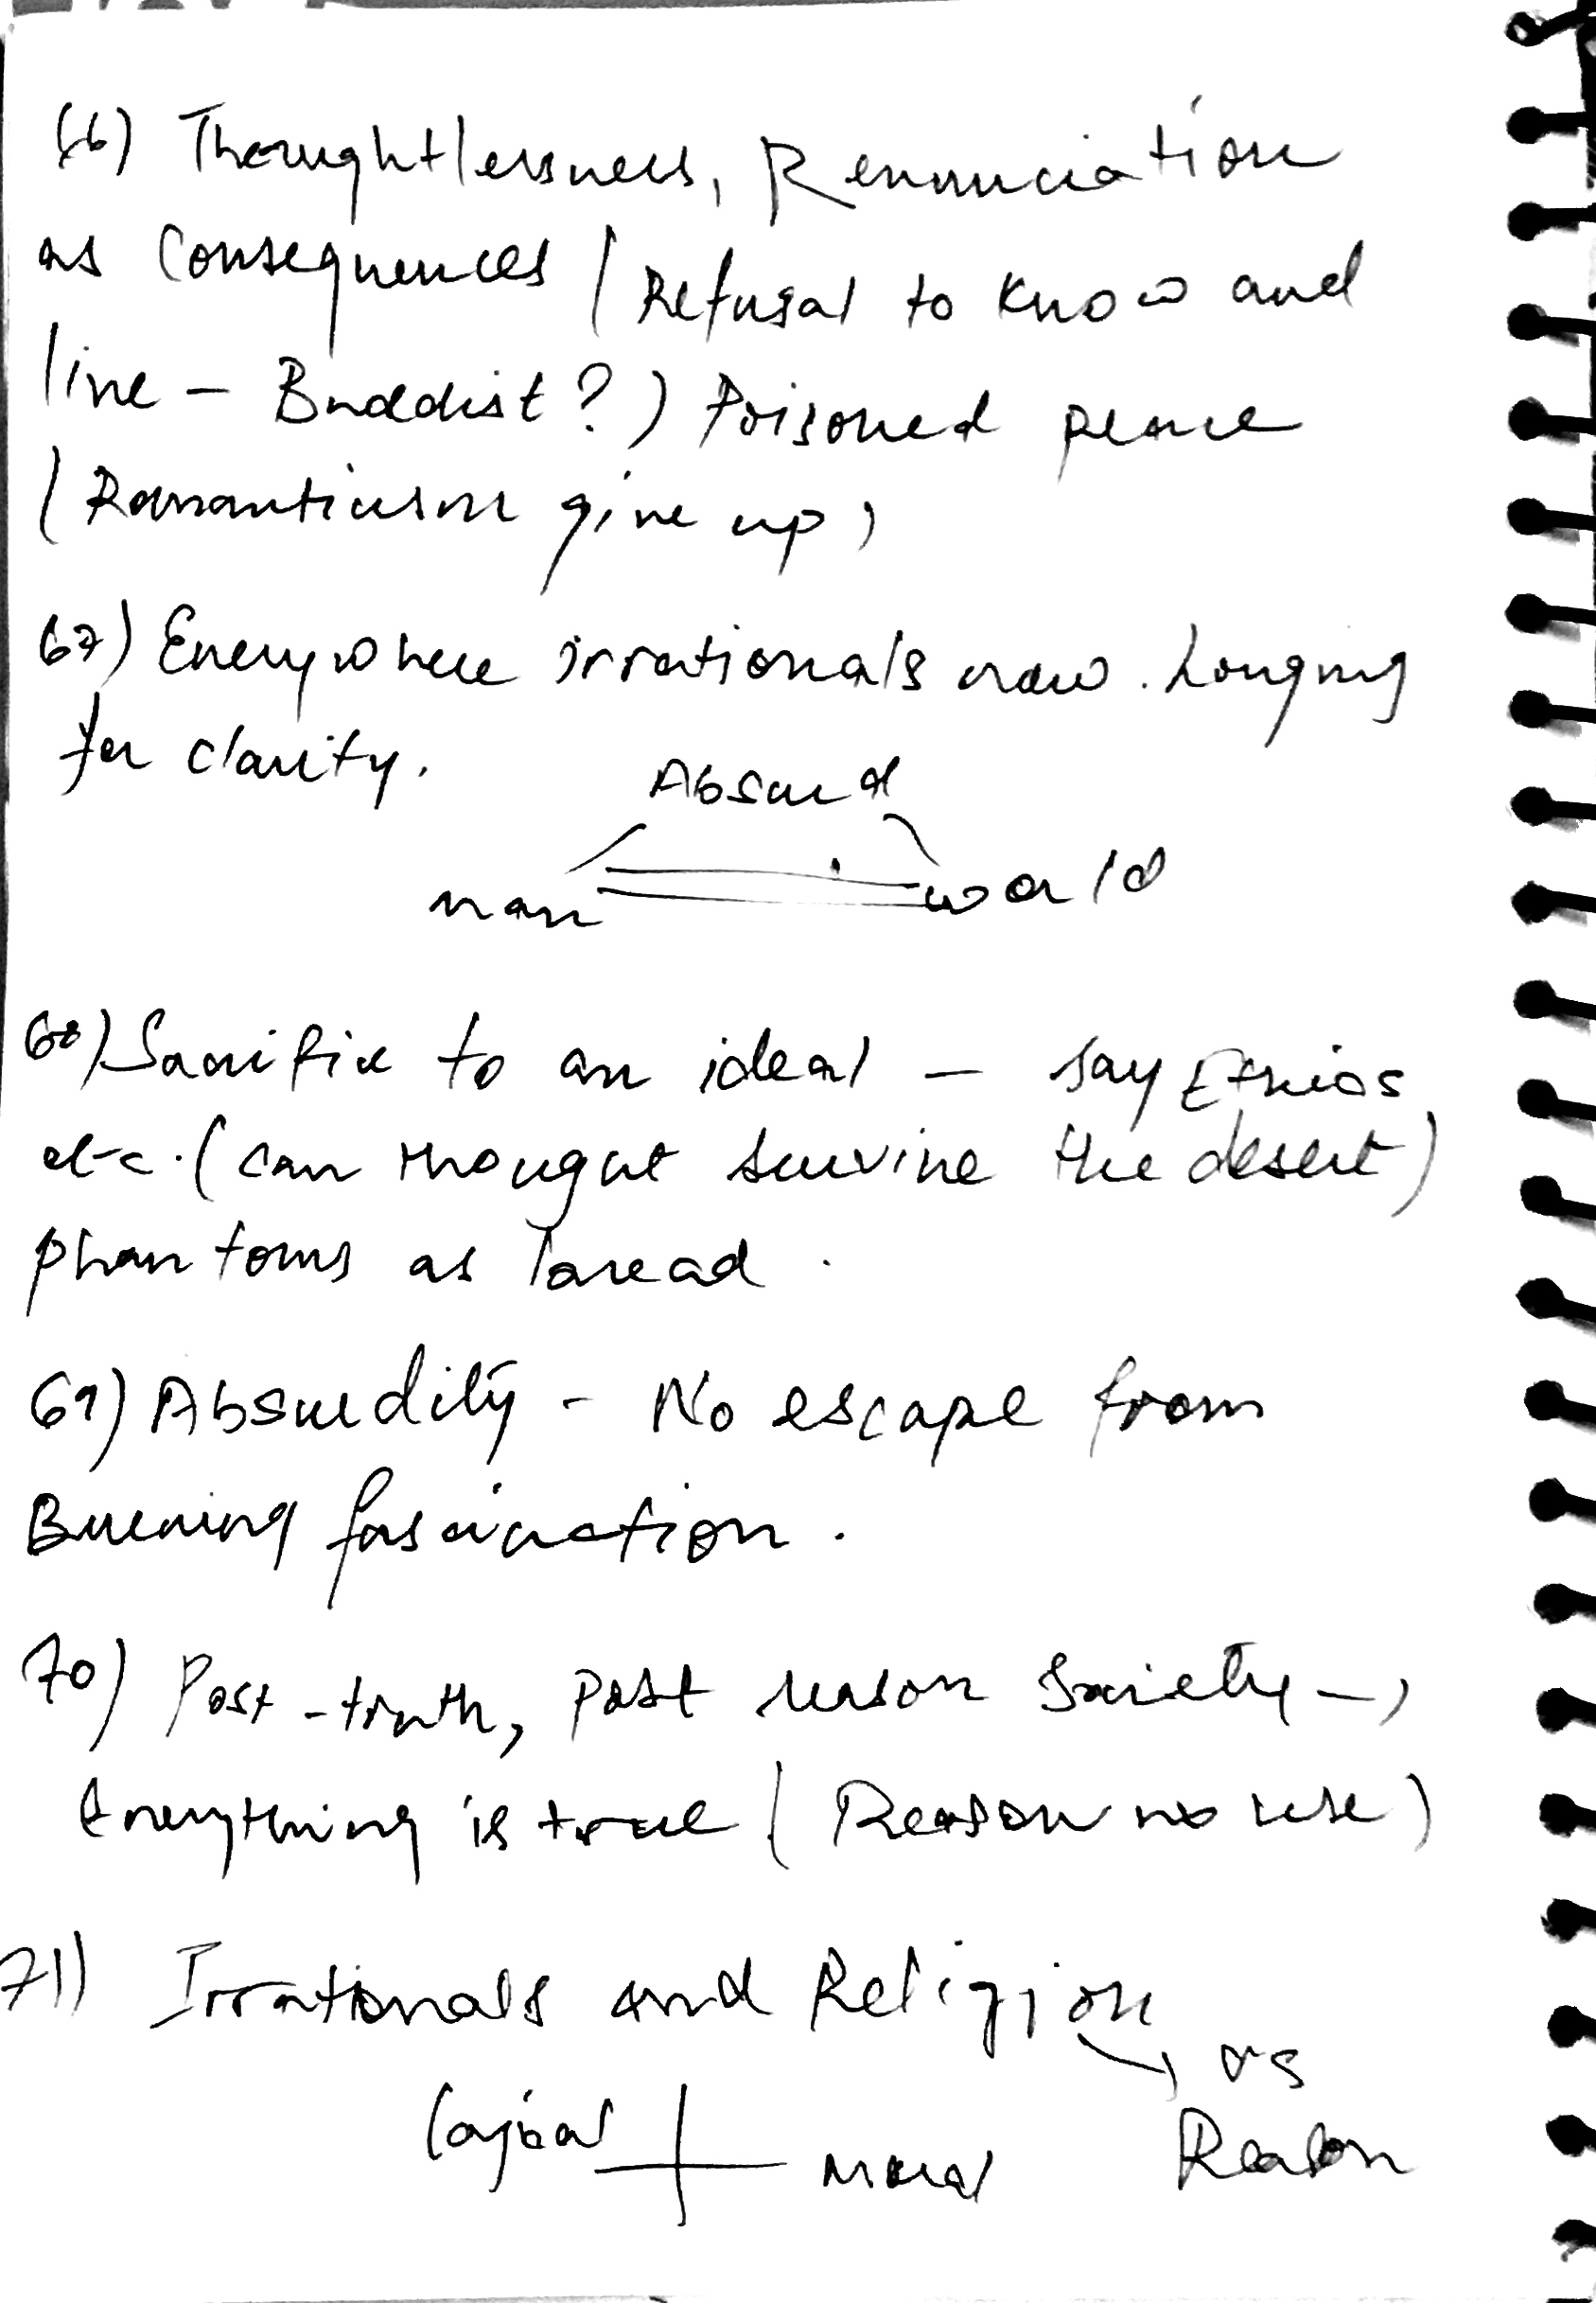 66) Thoughtlessness, Renunciation
as consequences (Refusal to know and
live - Buddist?) Poisoned peace
(Romanticism give up)
67) Everywhere irrationals now. Longing
for clarity.
Absurd
man world
68) Sacrifice to an ideal - say Ethics
etc. (can thought survive the desert)
phantoms as bread.
69) Absurdity - No escape from
Burning fascination.
70) Post-truth, post reason society →
Everything is true (Reason no use)
71) Irrationals and Religion
vs
logical + moral Reason